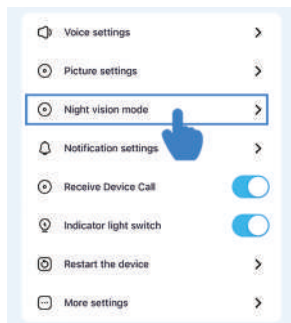 Voice settings
Picture settings
Night vision mode
Notification settings
Receive Device Call
Indicator light switch
Restart the device
More settings